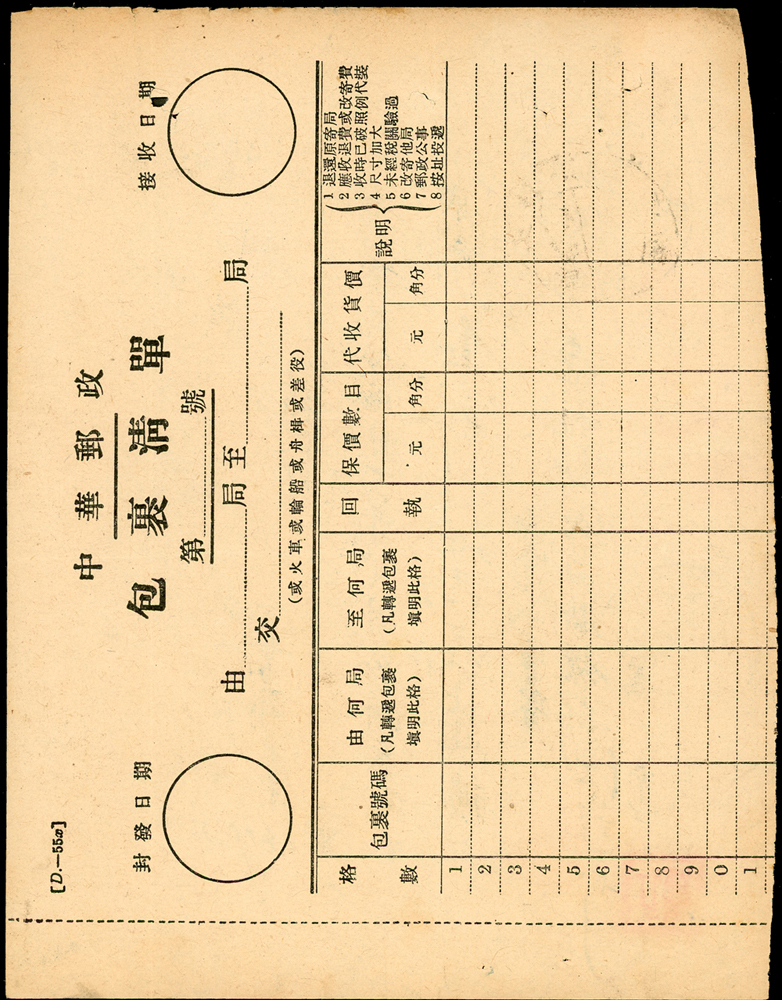 [D.—55a]
中華郵政
包裹清單
第 號
封發日期
接收日期
由 局至 局
交
(或火車或輪船或舟楫或差役)
格數
包裹號碼
由何局
(凡轉遞包裹
塡明此格)
至何局
(凡轉遞包裹
塡明此格)
回執
保價數目
元
角分
代收貨價
元
角分
說明
1 退還原寄局
2 應收退費或改寄費
3 收時已破照例代裝
4 尺寸加大
5 未經稅關驗過
6 改寄他局
7 郵政公事
8 按址投遞
1
2
3
4
5
6
7
8
9
0
1